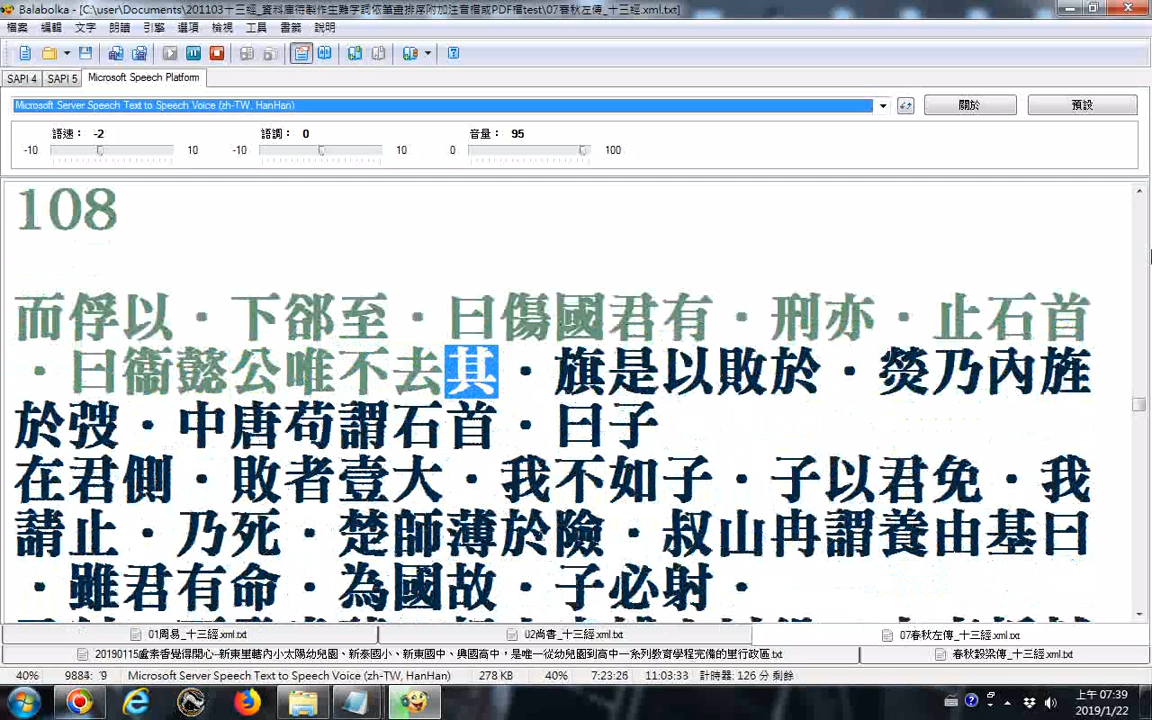 Balabolka - [C:\user\Documents\201103十三經_資料庫待製作生難字詞依筆畫排序附加注音檔或PDF檔test\07春秋左傳_十三經.xml.txt]
檔案 編輯 文字 朗讀 引擎 選項 檢視 工具 書籤 說明
SAPI 4 SAPI 5 Microsoft Speech Platform
Microsoft Server Speech Text to Speech Voice (zh-TW, HanHan) 關於 預設
語速： -2 語調： 0 音量： 95
-10 10 -10 10 0 100
108
而俘以．下郤至．曰傷國君有．刑亦．止石首
．曰衞懿公唯不去其．旗是以敗於．熒乃內旌
於弢．中唐苟謂石首．曰子
在君側．敗者壹大．我不如子．子以君免．我
請止．乃死．楚師薄於險．叔山冉謂養由基曰
．雖君有命．為國故．子必射．
01周易_十三經.xml.txt 02尚書_十三經.xml.txt 07春秋左傳_十三經.xml.txt
20190115盧素香覺得開心--新東里轄內小太陽幼兒園、新泰國小、新東國中、典國高中，是唯一從幼兒園到高中一系列教育學程完備的里行政區.txt 春秋穀梁傳_十三經.xml.txt
40% 9884: '9 Microsoft Server Speech Text to Speech Voice (zh-TW, HanHan) 278 KB 40% 7:23:26 11:03:33 計時器: 126 分 剩餘
上午 07:39
2019/1/22